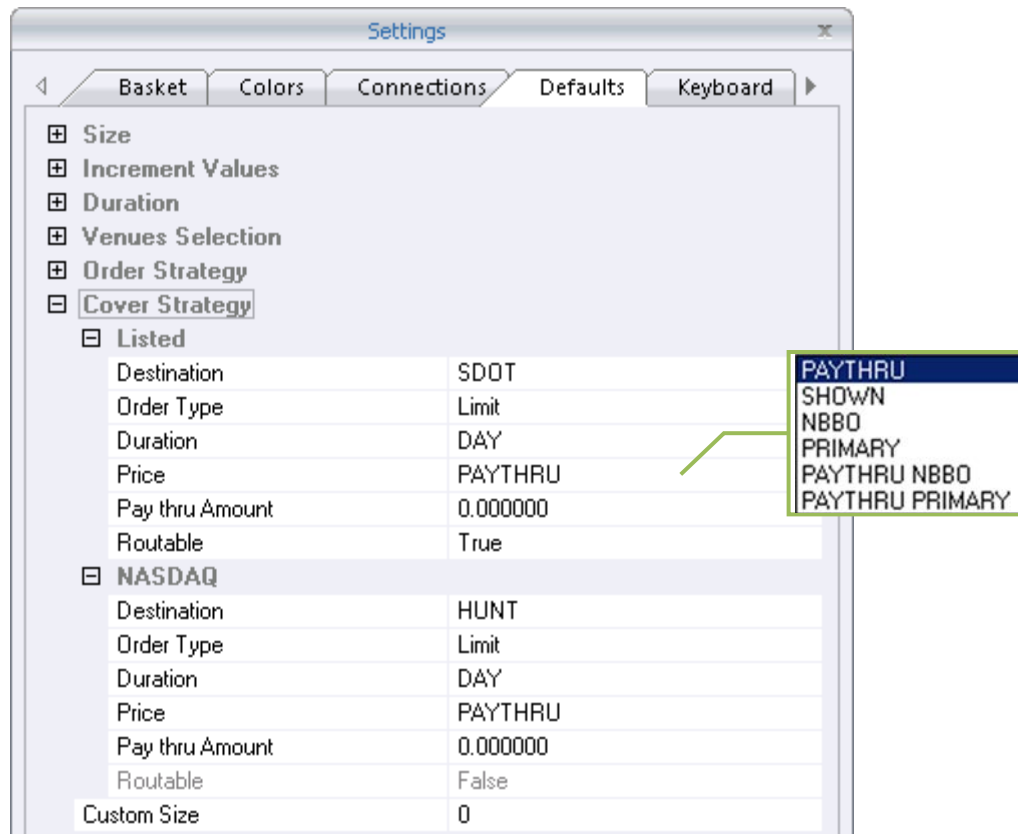 Settings
Basket Colors Connections Defaults Keyboard
Size
Increment Values
Duration
Venues Selection
Order Strategy
Cover Strategy
Listed
Destination SDOT
Order Type Limit
Duration DAY
Price PAYTHRU
Pay thru Amount 0.000000
Routable True
NASDAQ
Destination HUNT
Order Type Limit
Duration DAY
Price PAYTHRU
Pay thru Amount 0.000000
Routable False
Custom Size 0
PAYTHRU
SHOWN
NBBO
PRIMARY
PAYTHRU NBBO
PAYTHRU PRIMARY